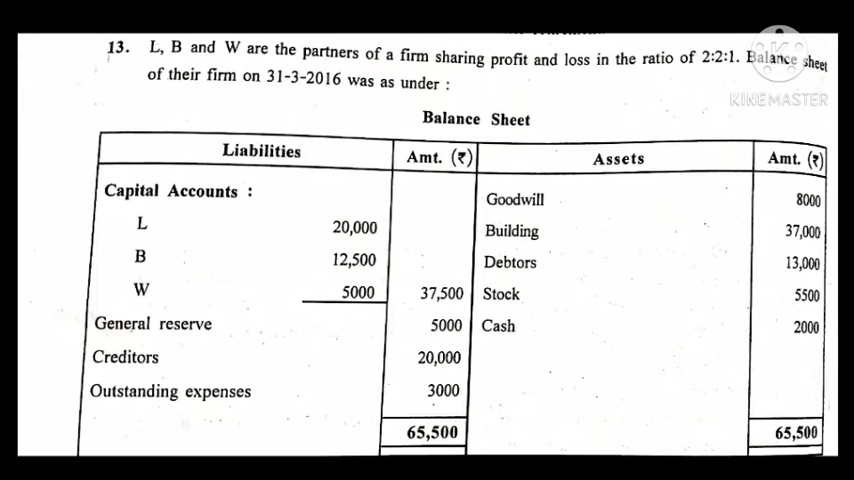 13. L, B and W are the partners of a firm sharing profit and loss in the ratio of 2:2:1. Balance sheet
of their firm on 31-3-2016 was as under :
KINEMASTER
Balance Sheet
Liabilities Amt. (₹) Assets Amt. (₹)
Capital Accounts : Goodwill 8000
L 20,000 Building 37,000
B 12,500 Debtors 13,000
W 5000 37,500 Stock 5500
General reserve 5000 Cash 2000
Creditors 20,000
Outstanding expenses 3000
65,500 65,500